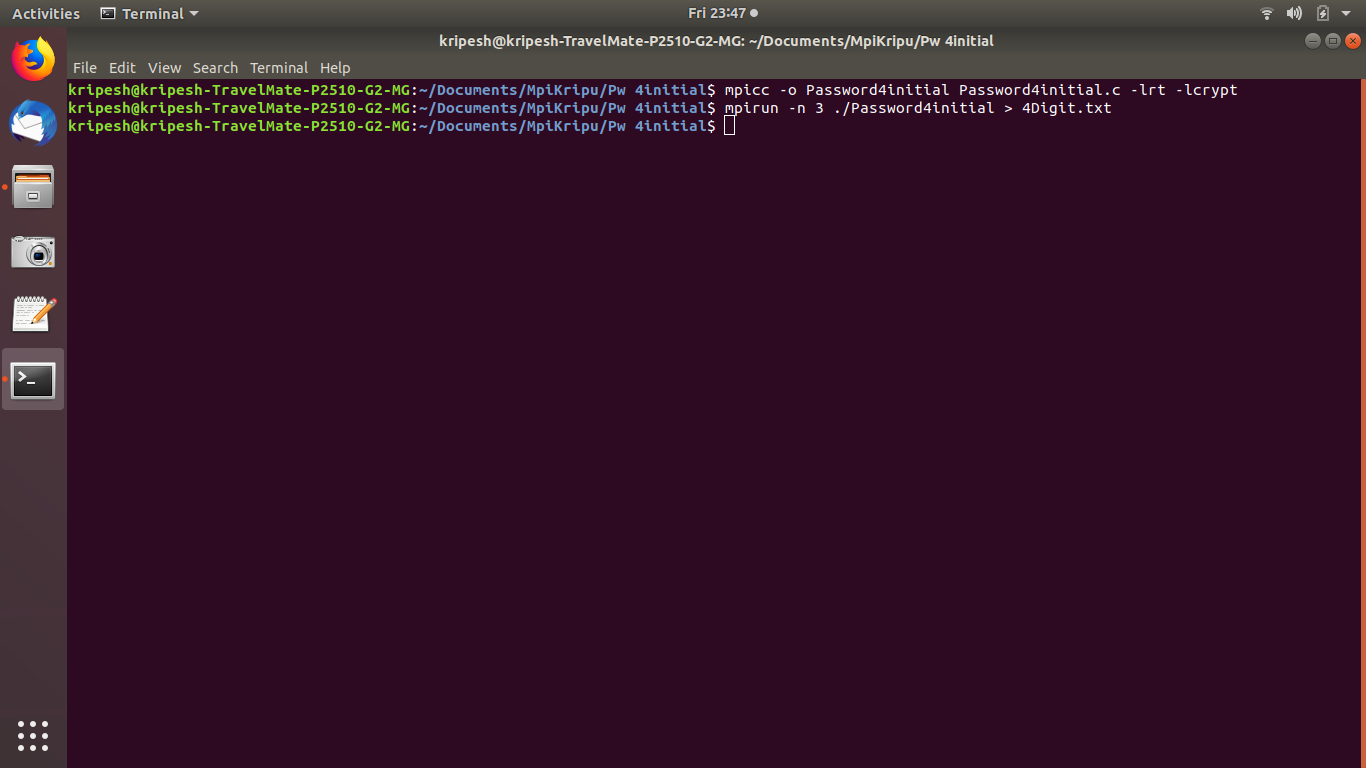 Activities Terminal Fri 23:47
kripesh@kripesh-TravelMate-P2510-G2-MG: ~/Documents/MpiKripu/Pw 4initial
File Edit View Search Terminal Help
kripesh@kripesh-TravelMate-P2510-G2-MG:~/Documents/MpiKripu/Pw 4initial$ mpicc -o Password4initial Password4initial.c -lrt -lcrypt
kripesh@kripesh-TravelMate-P2510-G2-MG:~/Documents/MpiKripu/Pw 4initial$ mpirun -n 3 ./Password4initial > 4Digit.txt
kripesh@kripesh-TravelMate-P2510-G2-MG:~/Documents/MpiKripu/Pw 4initial$